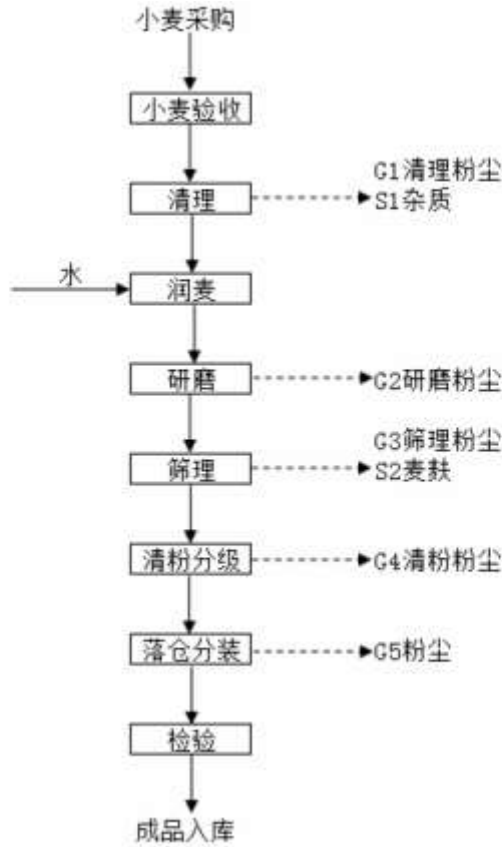 小麦采购
小麦验收
G1清理粉尘
清理
S1杂质
水
润麦
研磨
G2研磨粉尘
G3筛理粉尘
筛理
S2麦麸
清粉分级
G4清粉粉尘
落仓分装
G5粉尘
检验
成品入库